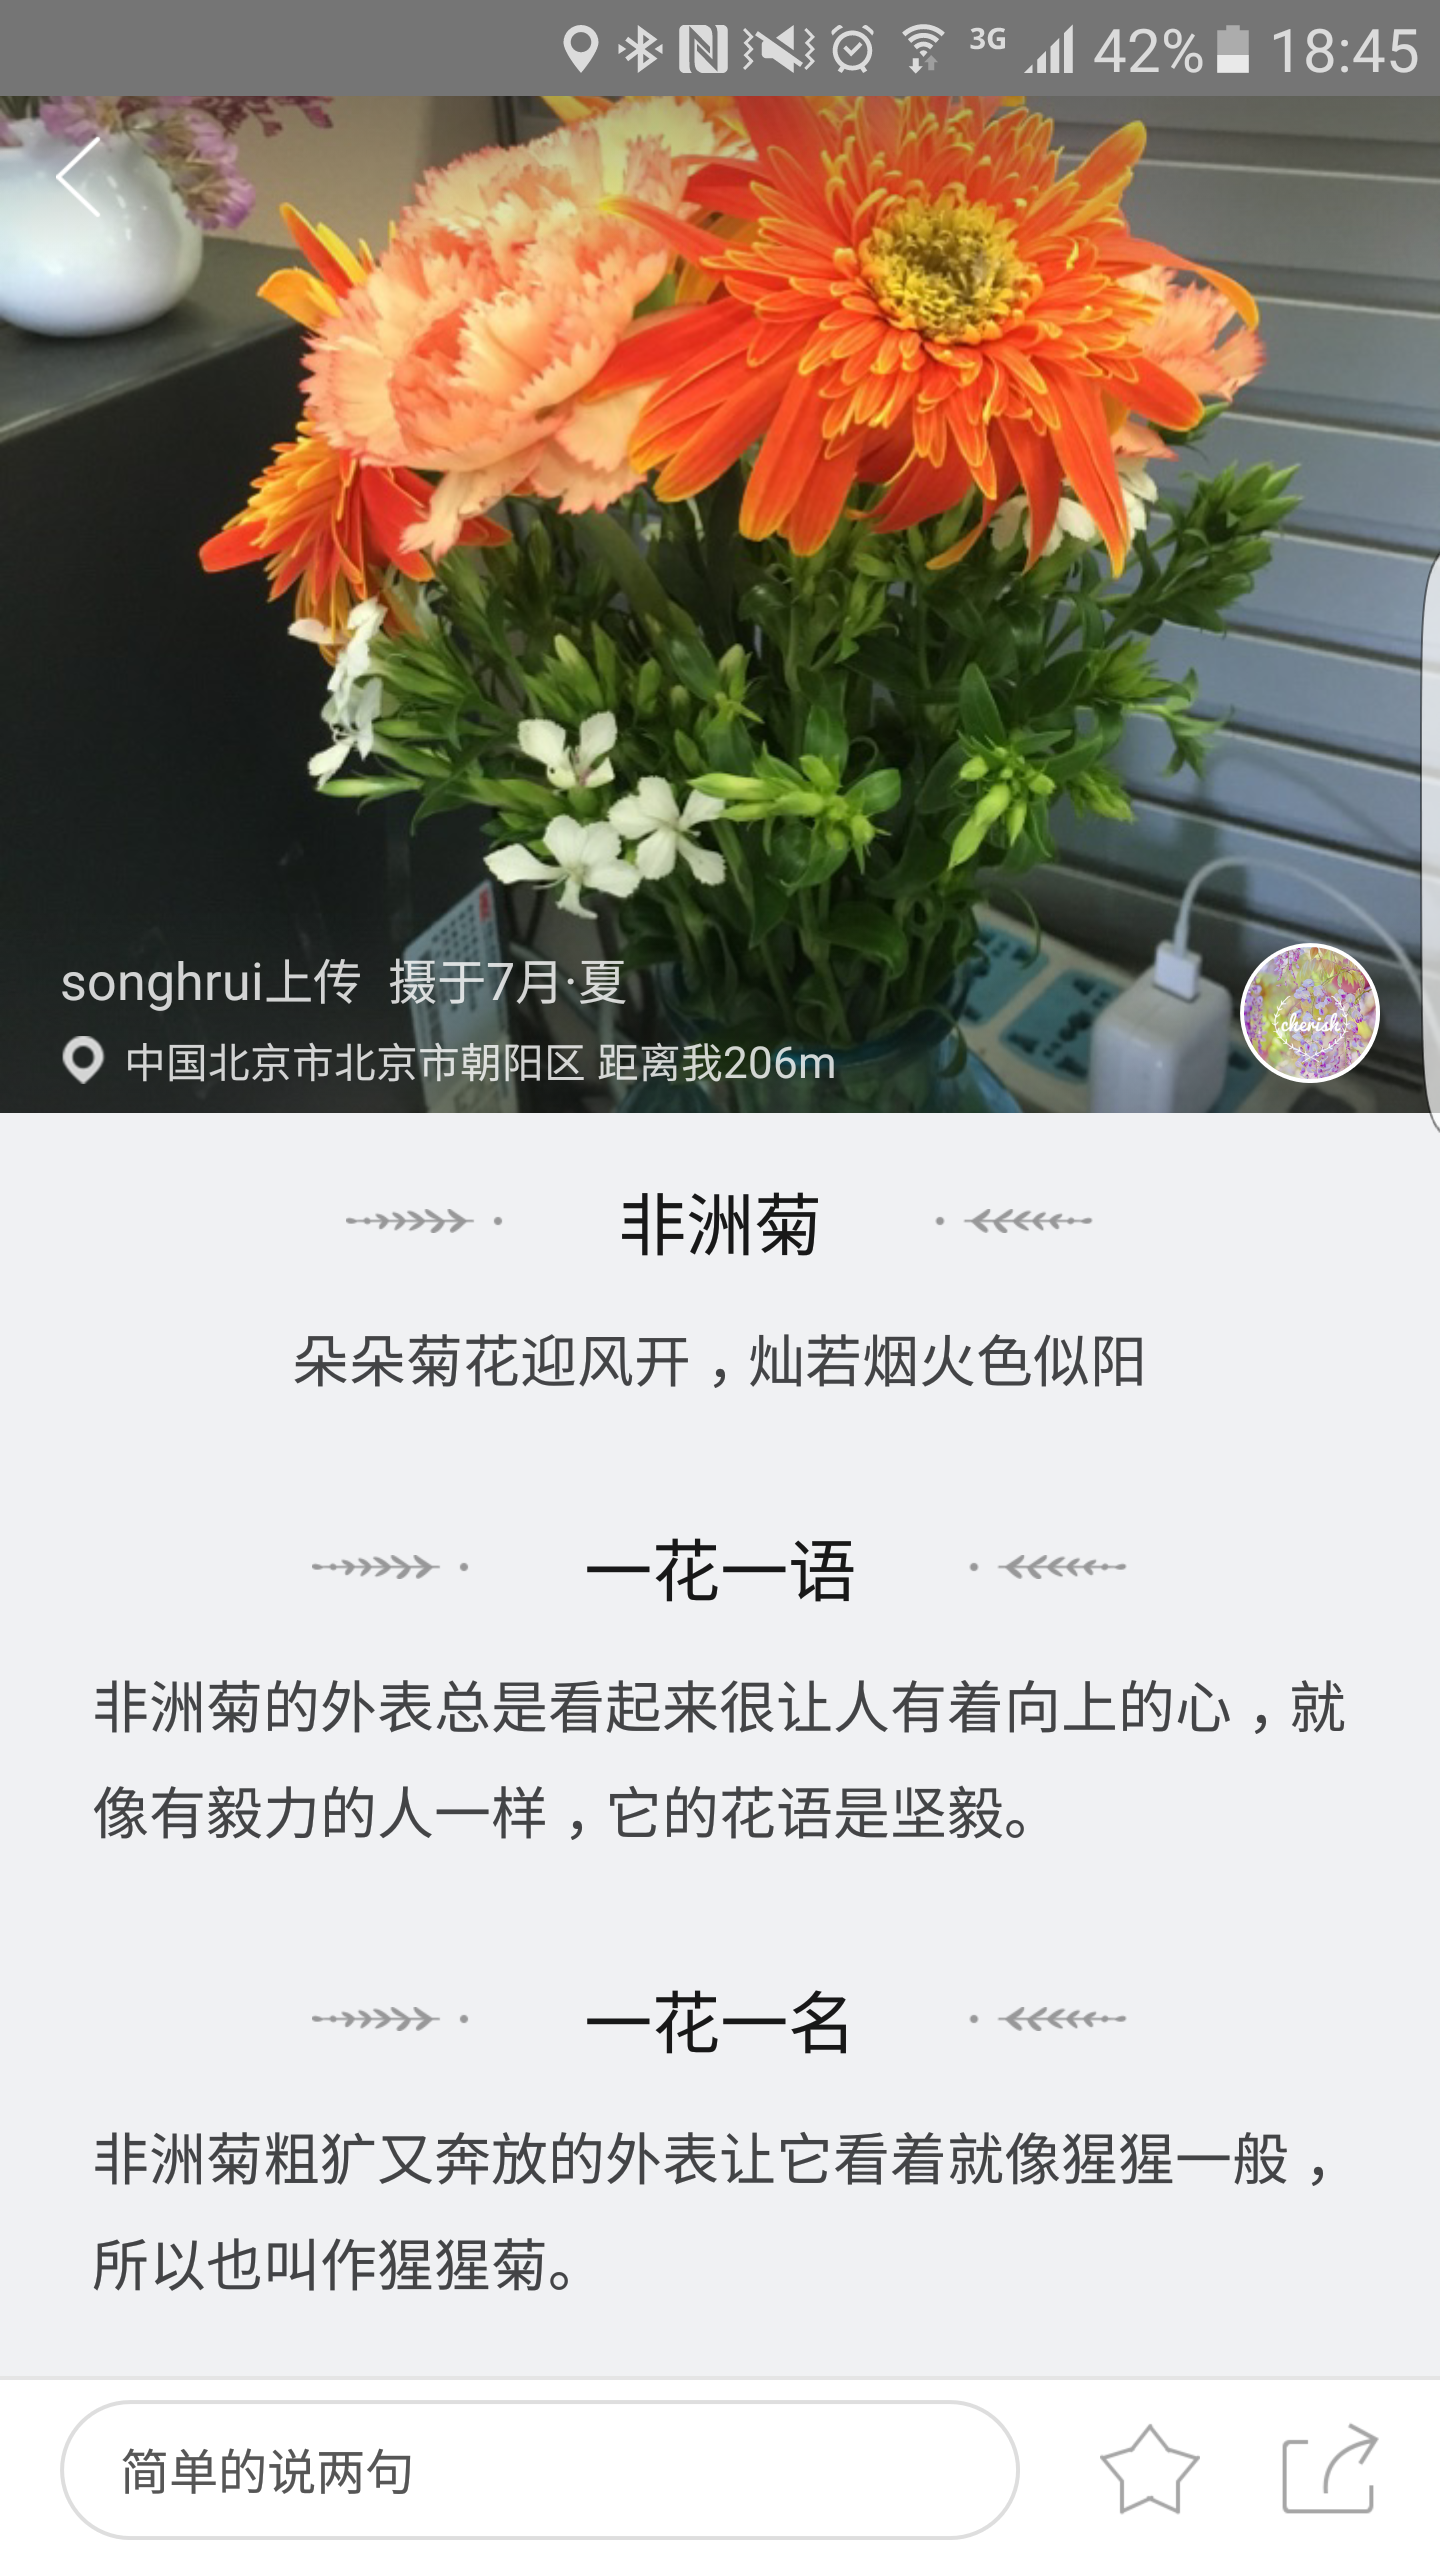 3G 42% 18:45
songhrui上传 摄于7月·夏
中国北京市北京市朝阳区 距离我206m
cherish
非洲菊
朵朵菊花迎风开，灿若烟火色似阳
一花一语
非洲菊的外表总是看起来很让人有着向上的心，就
像有毅力的人一样，它的花语是坚毅。
一花一名
非洲菊粗犷又奔放的外表让它看着就像猩猩一般，
所以也叫作猩猩菊。
简单的说两句